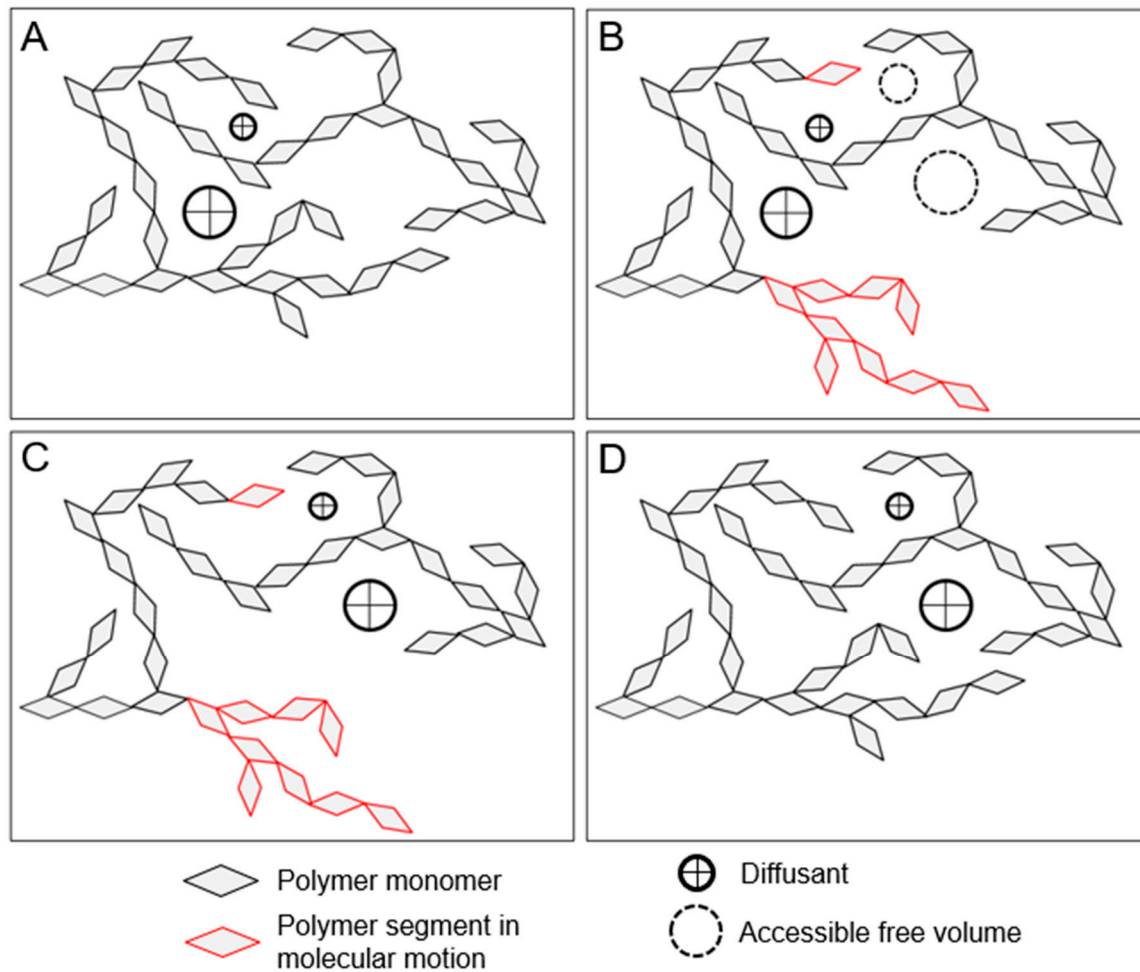 A
B
C
D
Polymer monomer
Polymer segment in
molecular motion
Diffusant
Accessible free volume